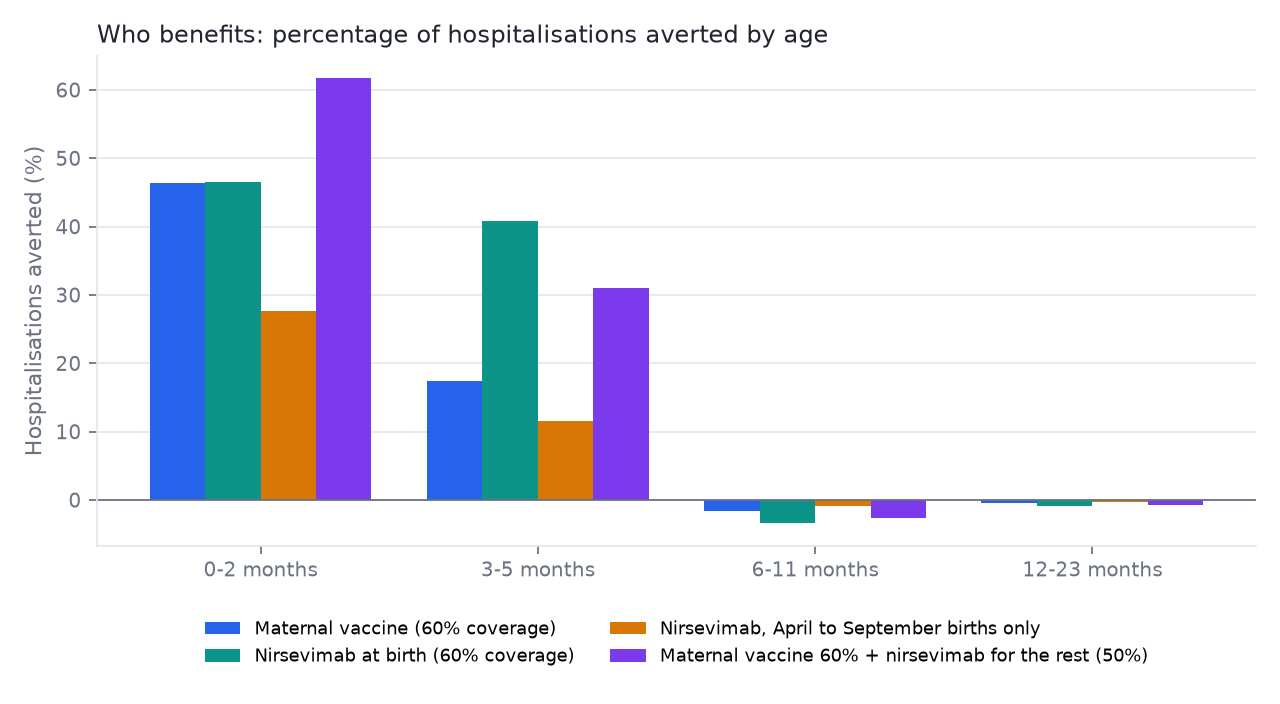 Who benefits: percentage of hospitalisations averted by age
Hospitalisations averted (%)
60
50
40
30
20
10
0
0-2 months
3-5 months
6-11 months
12-23 months
Maternal vaccine (60% coverage)
Nirsevimab at birth (60% coverage)
Nirsevimab, April to September births only
Maternal vaccine 60% + nirsevimab for the rest (50%)